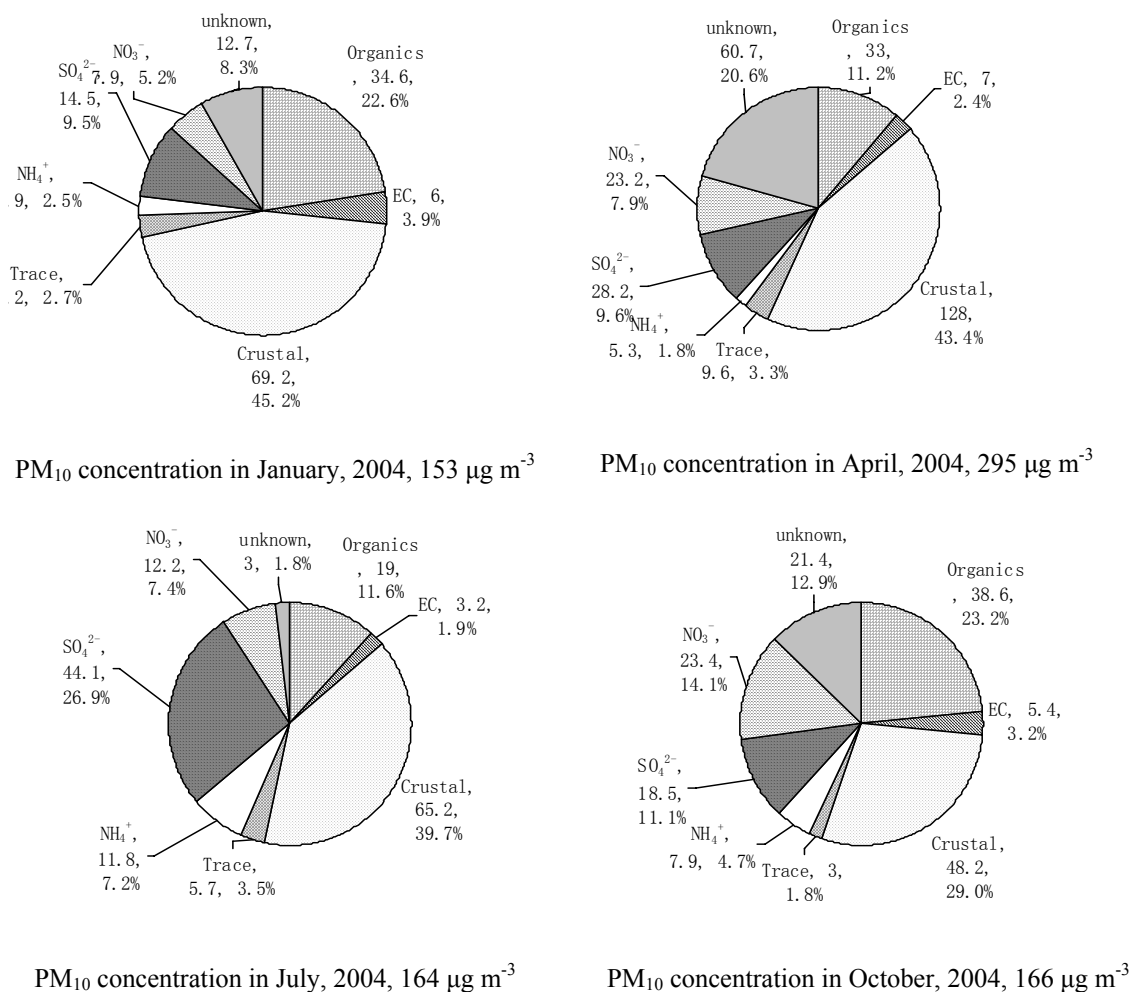 unknown,
12.7,
8.3%
Organics
, 34.6,
22.6%
EC, 6,
3.9%
Crustal,
69.2,
45.2%
Trace,
.2, 2.7%
NH₄⁺,
.9, 2.5%
SO₄²⁻,
14.5,
9.5%
NO₃⁻,
7.9, 5.2%
PM₁₀ concentration in January, 2004, 153 μg m⁻³
unknown,
60.7,
20.6%
Organics
, 33,
11.2%
EC, 7,
2.4%
Crustal,
128,
43.4%
Trace,
9.6, 3.3%
NH₄⁺,
5.3, 1.8%
SO₄²⁻,
28.2,
9.6%
NO₃⁻,
23.2,
7.9%
PM₁₀ concentration in April, 2004, 295 μg m⁻³
unknown,
3, 1.8%
Organics
, 19,
11.6%
EC, 3.2,
1.9%
Crustal,
65.2,
39.7%
Trace,
5.7, 3.5%
NH₄⁺,
11.8,
7.2%
SO₄²⁻,
44.1,
26.9%
NO₃⁻,
12.2,
7.4%
PM₁₀ concentration in July, 2004, 164 μg m⁻³
unknown,
21.4,
12.9%
Organics
, 38.6,
23.2%
EC, 5.4,
3.2%
Crustal,
48.2,
29.0%
Trace, 3,
1.8%
NH₄⁺,
7.9, 4.7%
SO₄²⁻,
18.5,
11.1%
NO₃⁻,
23.4,
14.1%
PM₁₀ concentration in October, 2004, 166 μg m⁻³